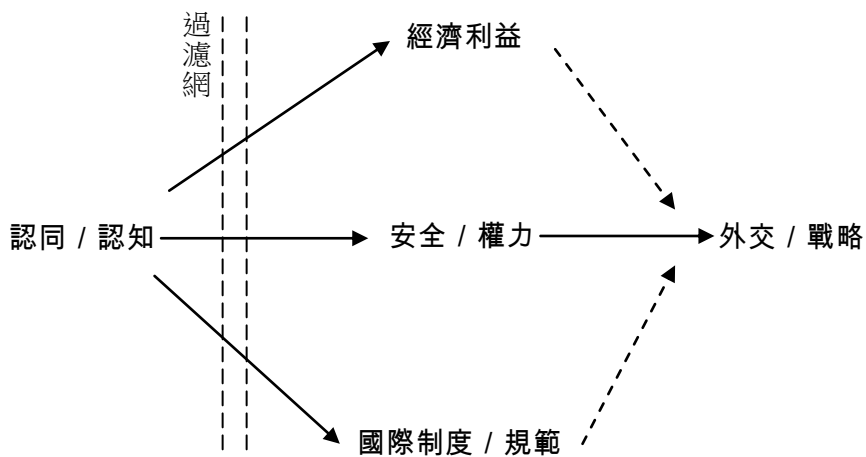 過濾網
經濟利益
認同 / 認知
安全 / 權力
外交 / 戰略
國際制度 / 規範